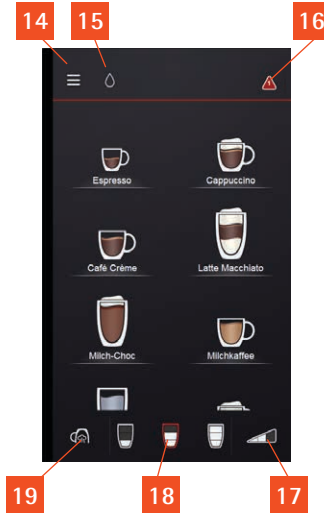 14 15 16
Espresso Cappuccino
Café Crème Latte Macchiato
Milch-Choc Milchkaffee
19 18 17